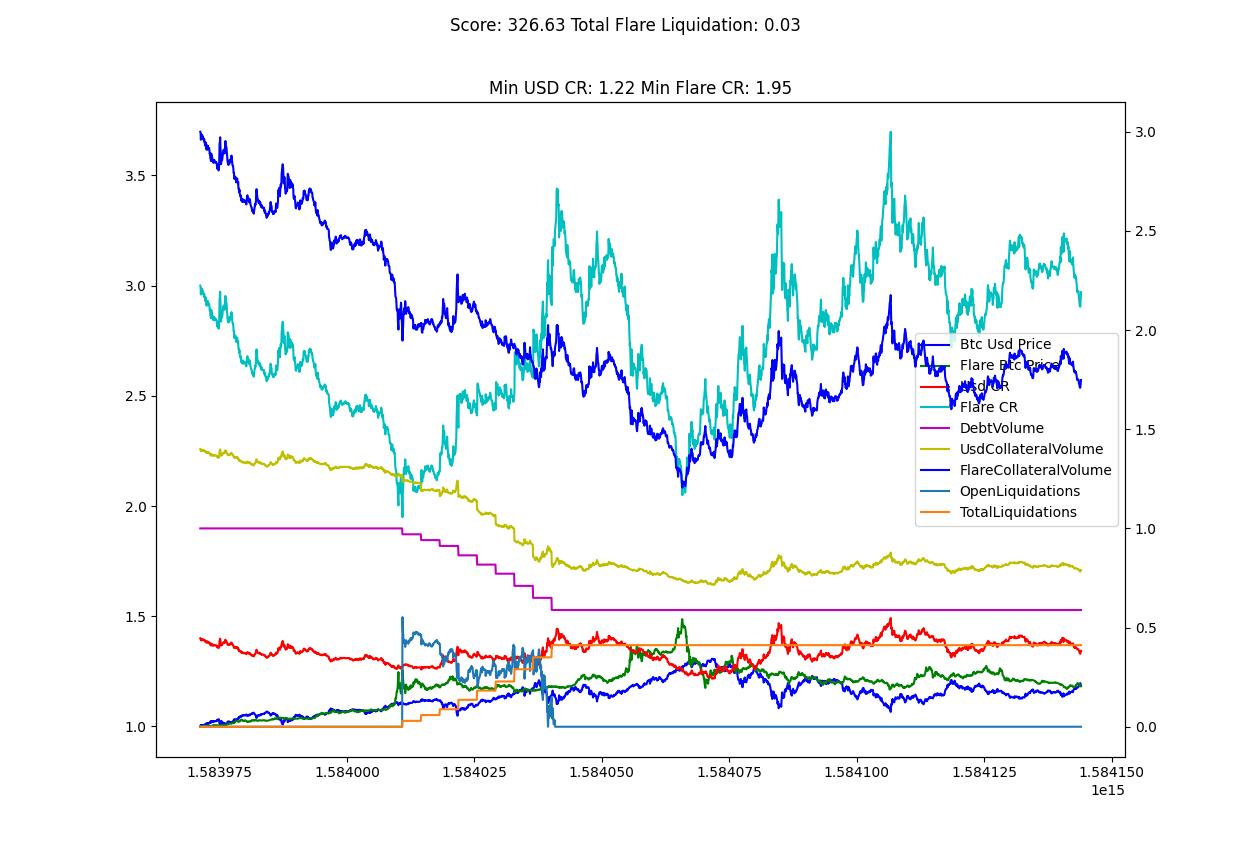 Score: 326.63 Total Flare Liquidation: 0.03
Min USD CR: 1.22 Min Flare CR: 1.95
3.5
3.0
2.5
2.0
1.5
1.0
3.0
2.5
2.0
1.5
1.0
0.5
0.0
Btc Usd Price
Flare Btc Price
Usd CR
Flare CR
DebtVolume
UsdCollateralVolume
FlareCollateralVolume
OpenLiquidations
TotalLiquidations
1.583975 1.584000 1.584025 1.584050 1.584075 1.584100 1.584125 1.584150
1e15